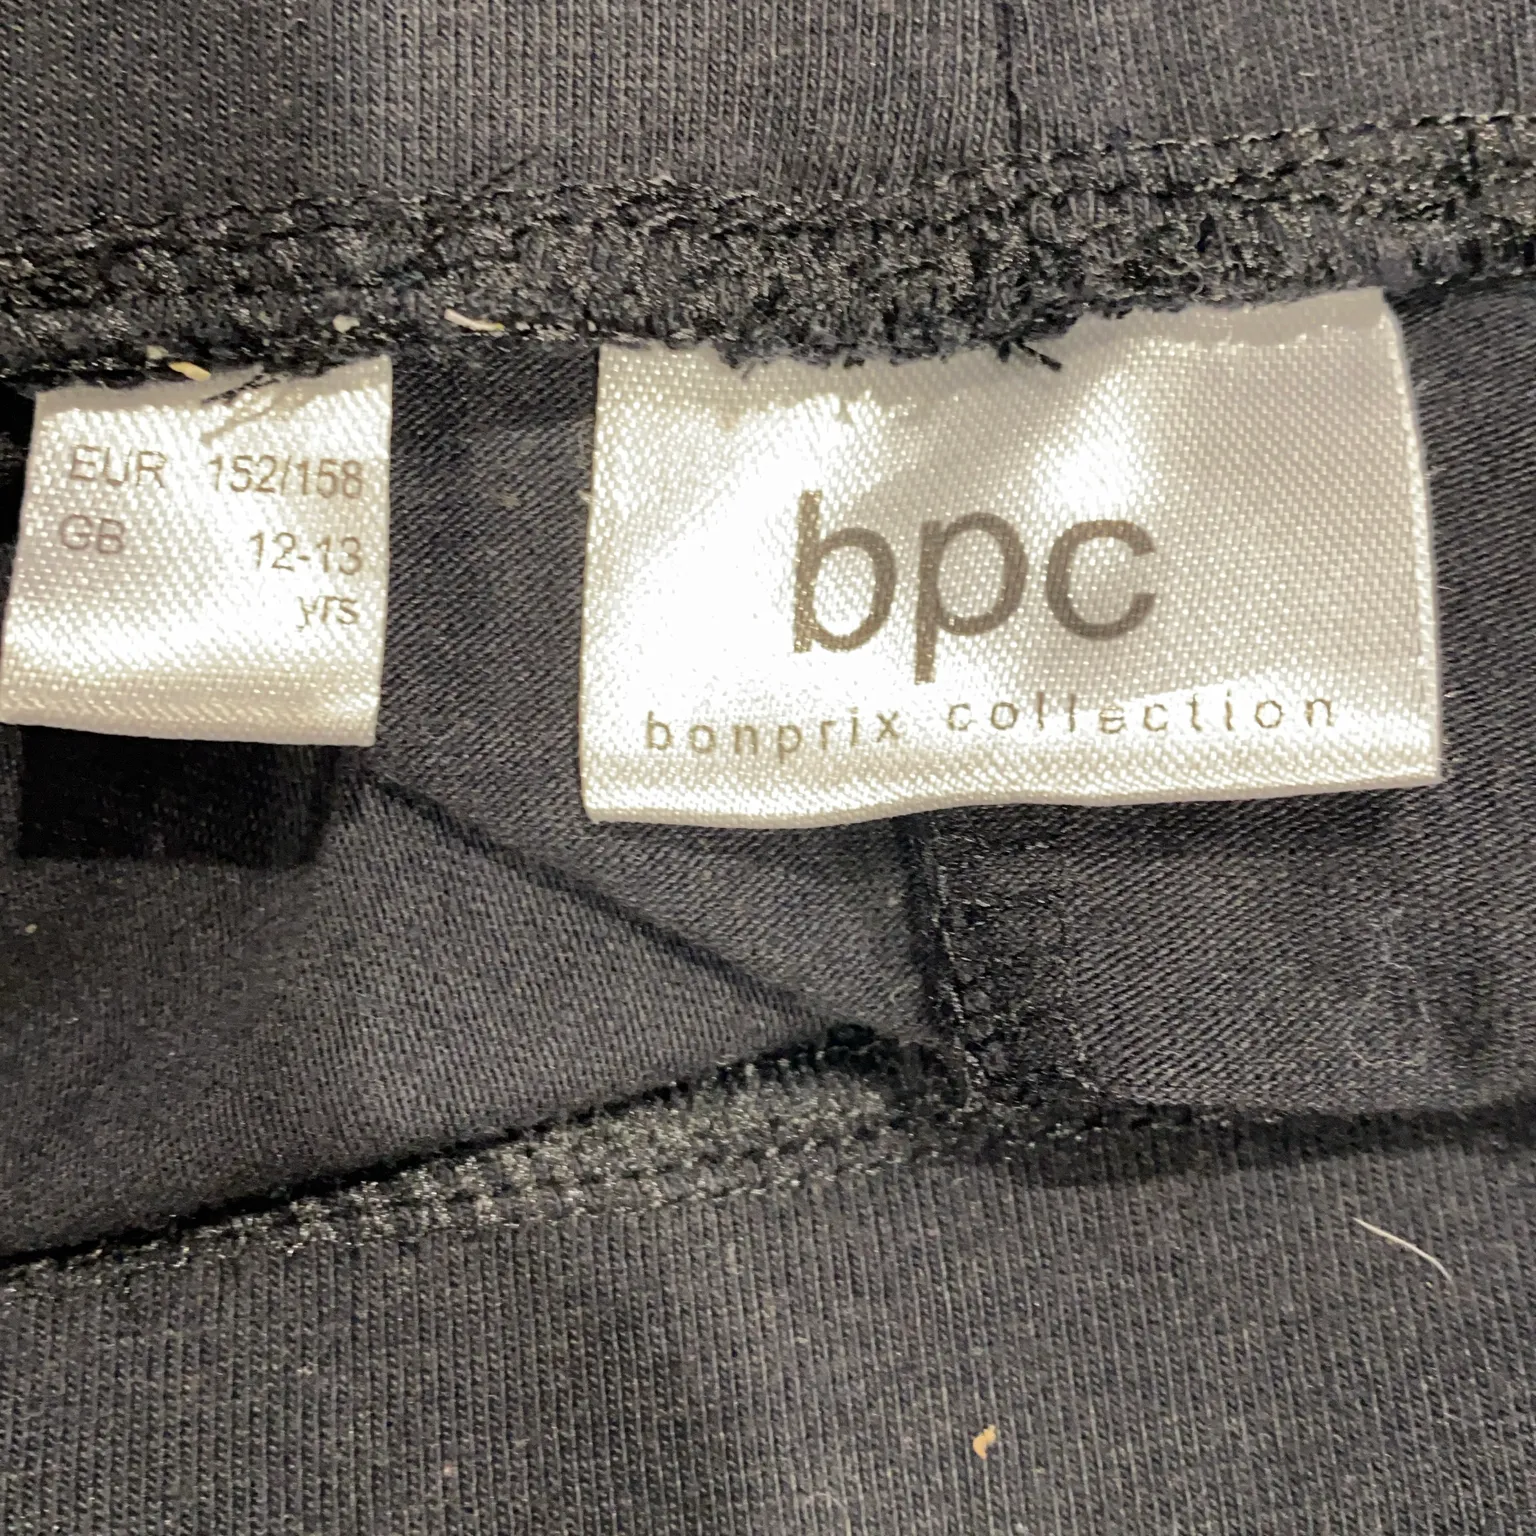 EUR 152/158
GB 12-13
yrs
bpc
bonprix collection